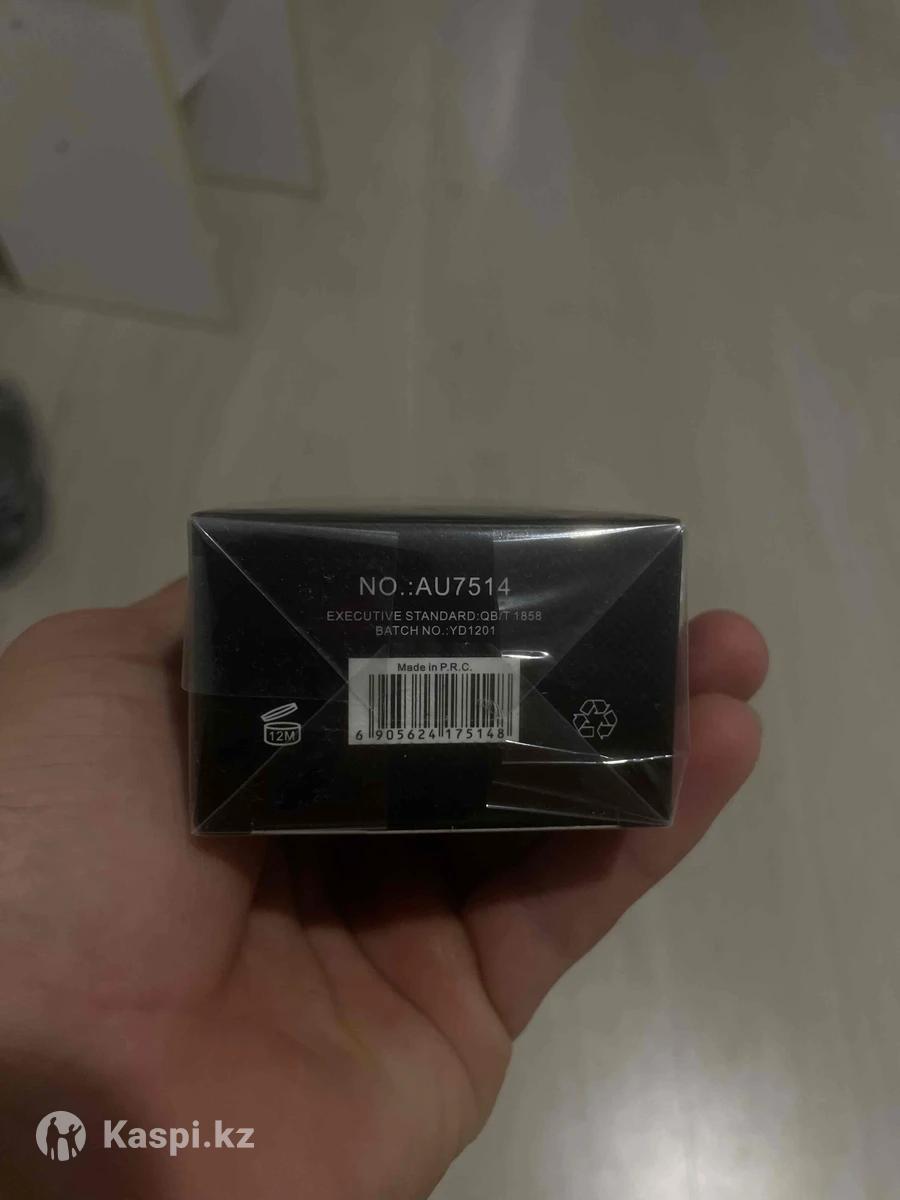 NO.:AU7514
EXECUTIVE STANDARD:QB/T 1858
BATCH NO.:YD1201
Made in P.R.C.
12M
6 905624 175148
Kaspi.kz